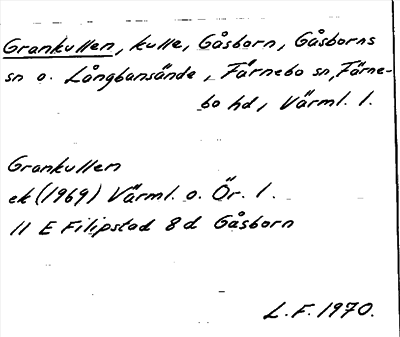 Grankullen, kulle, Gåsborn, Gåsborns
sn o. Långbansände, Färnebo sn, Färne-
bo hd, Värml. l.
Grankullen
ek (1969) Värml. o. Ör. l.
11 E Filipstad 8 d Gåsborn
L.F. 1970.